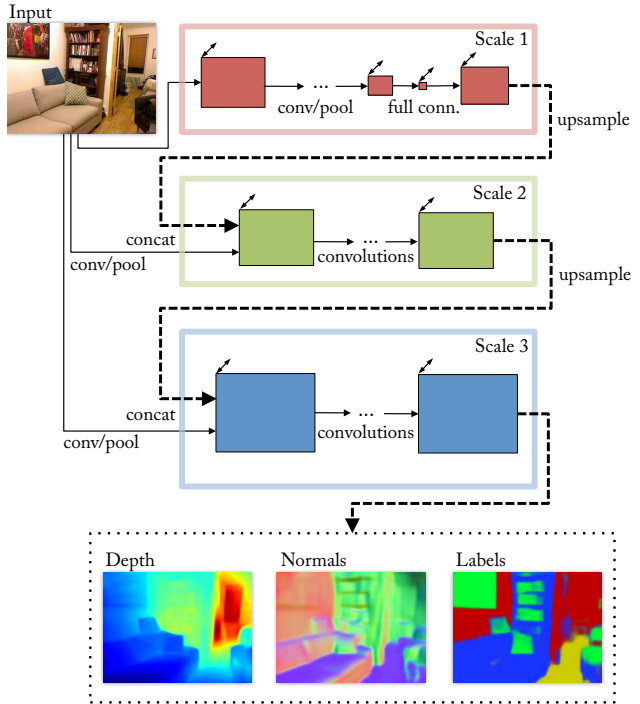 Input
Scale 1
...
conv/pool
full conn.
upsample
Scale 2
concat
conv/pool
...
convolutions
upsample
Scale 3
concat
conv/pool
...
convolutions
Depth
Normals
Labels